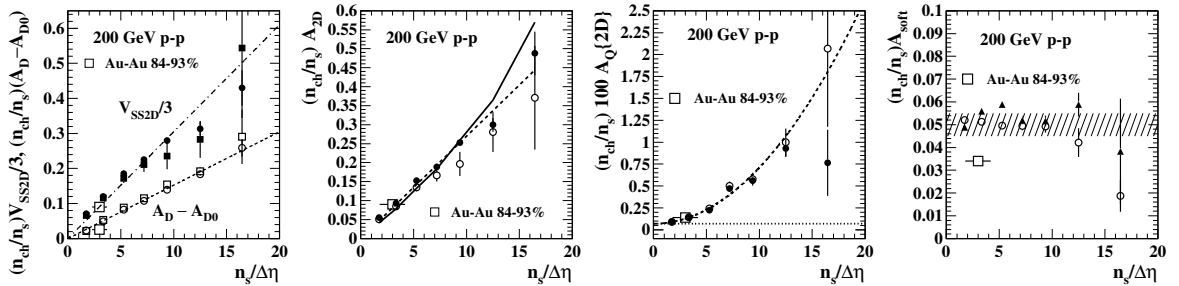 (n_ch/n_s)V_SS2D/3, (n_ch/n_s)(A_D−A_D0)
0.6
0.5
0.4
0.3
0.2
0.1
0
200 GeV p-p
Au-Au 84-93%
V_SS2D/3
A_D − A_D0
0 5 10 15 20
n_s/Δη
(n_ch/n_s) A_2D
0.6
0.55
0.5
0.45
0.4
0.35
0.3
0.25
0.2
0.15
0.1
0.05
0
200 GeV p-p
Au-Au 84-93%
0 5 10 15 20
n_s/Δη
(n_ch/n_s) 100 A_Q{2D}
2.5
2.25
2
1.75
1.5
1.25
1
0.75
0.5
0.25
0
200 GeV p-p
Au-Au 84-93%
0 5 10 15 20
n_s/Δη
(n_ch/n_s)A_soft
0.1
0.09
0.08
0.07
0.06
0.05
0.04
0.03
0.02
0.01
0
200 GeV p-p
Au-Au 84-93%
0 5 10 15 20
n_s/Δη